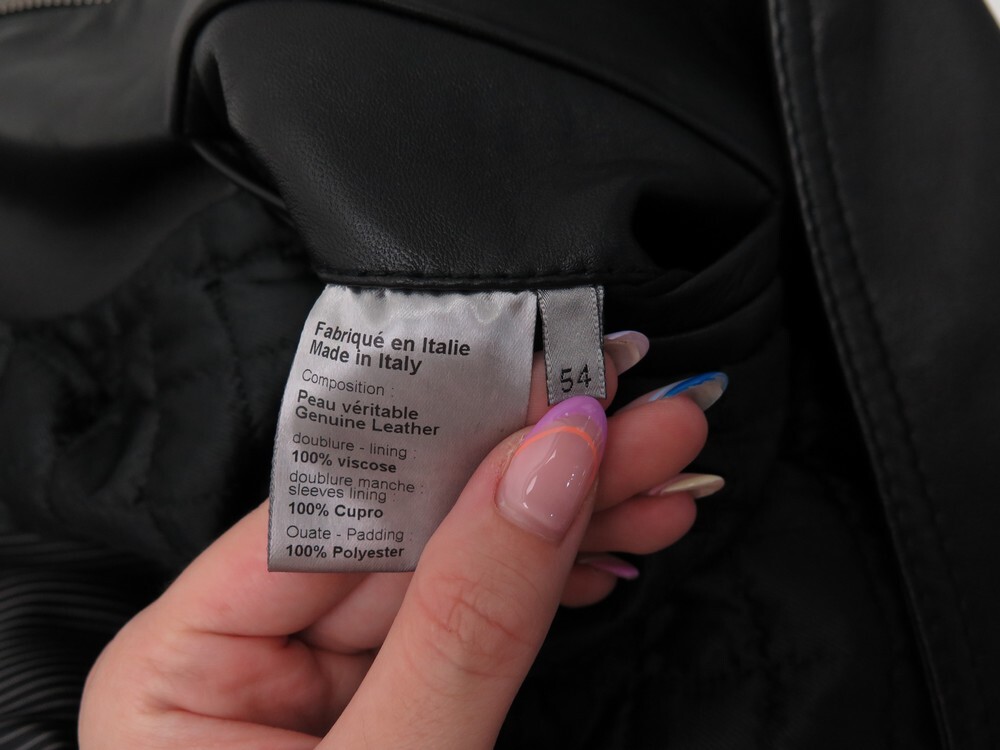 Fabriqué en Italie
Made in Italy
Composition :
Peau véritable
Genuine Leather
doublure - lining :
100% viscose
doublure manche :
sleeves lining :
100% Cupro
Ouate - Padding :
100% Polyester
54